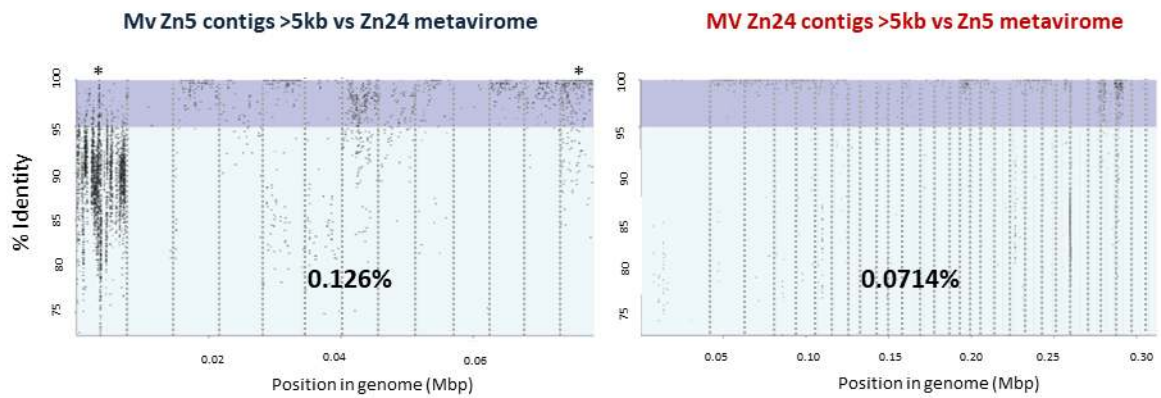 Mv Zn5 contigs >5kb vs Zn24 metavirome
MV Zn24 contigs >5kb vs Zn5 metavirome
* *
100
95
90
85
80
75
% Identity
0.126%
0.02 0.04 0.06
Position in genome (Mbp)
100
95
90
85
80
75
0.0714%
0.05 0.10 0.15 0.20 0.25 0.30
Position in genome (Mbp)